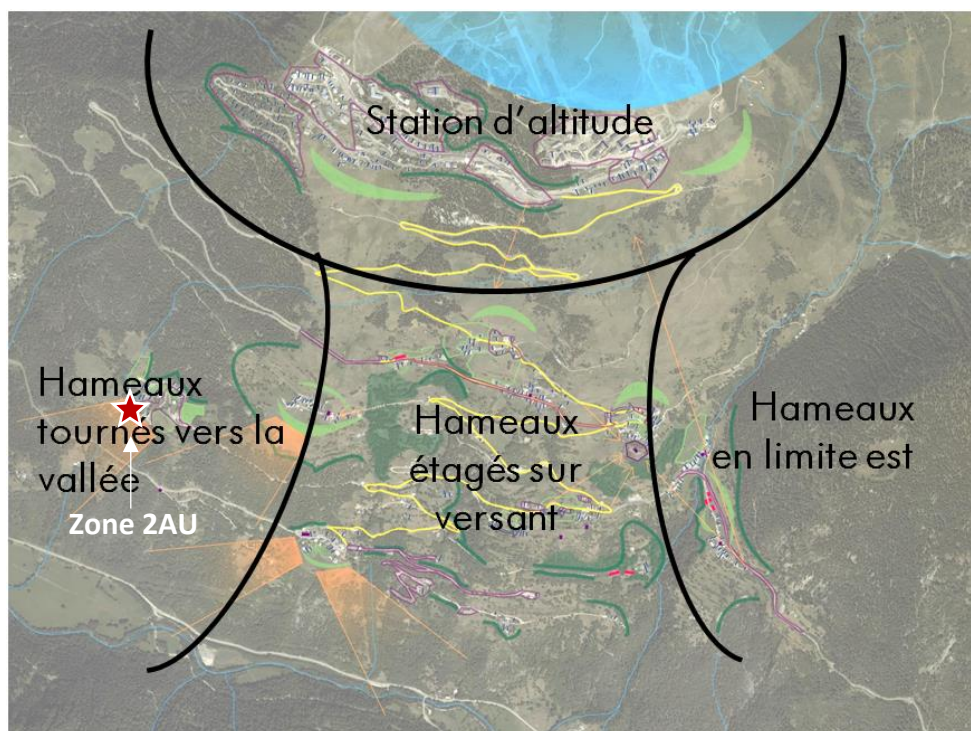 Station d'altitude
Hameaux
tournés vers la
vallée
Zone 2AU
Hameaux
étagés sur
versant
Hameaux
en limite est